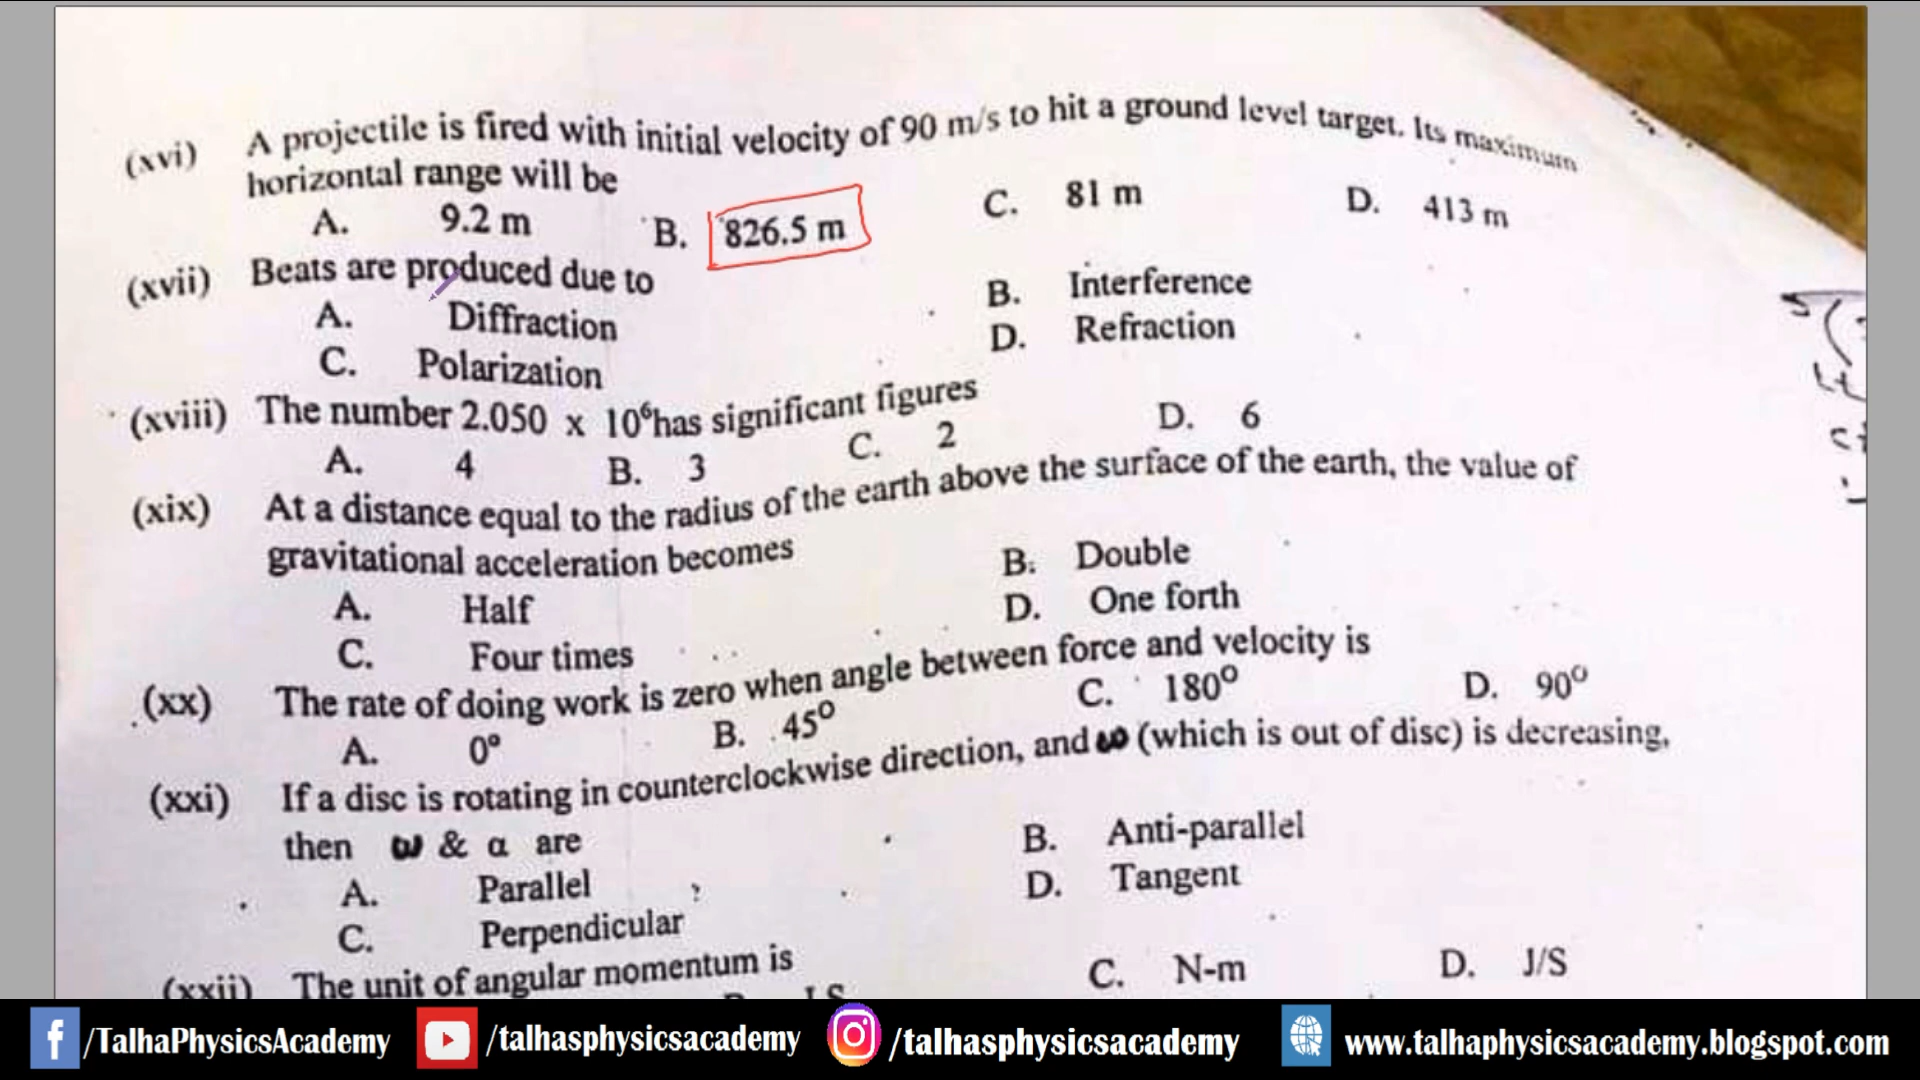 (xvi) A projectile is fired with initial velocity of 90 m/s to hit a ground level target. Its maximum
horizontal range will be
A. 9.2 m B. 826.5 m C. 81 m D. 413 m
(xvii) Beats are produced due to
A. Diffraction B. Interference
C. Polarization D. Refraction
(xviii) The number 2.050 x 10⁶has significant figures
A. 4 B. 3 C. 2 D. 6
(xix) At a distance equal to the radius of the earth above the surface of the earth, the value of
gravitational acceleration becomes
A. Half B. Double
C. Four times D. One forth
(xx) The rate of doing work is zero when angle between force and velocity is
A. 0° B. 45° C. 180° D. 90°
(xxi) If a disc is rotating in counterclockwise direction, and ω (which is out of disc) is decreasing,
then ω & α are
A. Parallel B. Anti-parallel
C. Perpendicular D. Tangent
(xxii) The unit of angular momentum is
C. N-m D. J/S
/TalhaPhysicsAcademy /talhasphysicsacademy /talhasphysicsacademy www.talhaphysicsacademy.blogspot.com